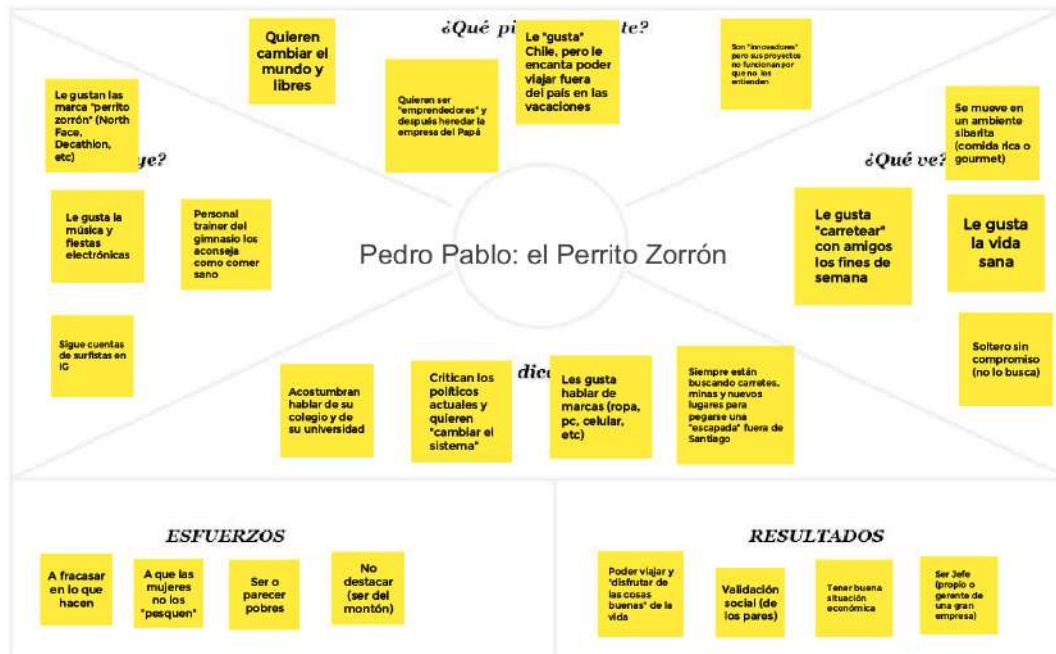 ¿Qué pi
te?
Quieren
cambiar el
mundo y
libres
Quieren ser
"emprendedores" y
después heredar la
empresa del Papá
Le "gusta"
Chile, pero le
encanta poder
viajar fuera
del país en las
vacaciones
Son "innovadores"
pero sus proyectos
no funcionan por
que no los
entienden
Le gustan las
marca "perrito
zorrón" (North
Face,
Decathlon,
etc)
ye?
Le gusta la
música y
fiestas
electrónicas
Personal
trainer del
gimnasio los
aconseja
como comer
sano
Sigue cuentas
de surfistas en
IG
Pedro Pablo: el Perrito Zorrón
¿Qué ve?
Se mueve en
un ambiente
sibarita
(comida rica o
gourmet)
Le gusta
"carretear"
con amigos
los fines de
semana
Le gusta
la vida
sana
Soltero sin
compromiso
(no lo busca)
dice
Acostumbran
hablar de su
colegio y de
su universidad
Critican los
políticos
actuales y
quieren
"cambiar el
sistema"
Les gusta
hablar de
marcas (ropa,
pc, celular,
etc)
Siempre están
buscando carretes,
minas y nuevos
lugares para
pegarse una
"escapada" fuera de
Santiago
ESFUERZOS
A fracasar
en lo que
hacen
A que las
mujeres
no los
"pesquen"
Ser o
parecer
pobres
No
destacar
(ser del
montón)
RESULTADOS
Poder viajar y
"disfrutar de
las cosas
buenas" de la
vida
Validación
social (de
los pares)
Tener buena
situación
económica
Ser Jefe
(propio o
gerente de
una gran
empresa)